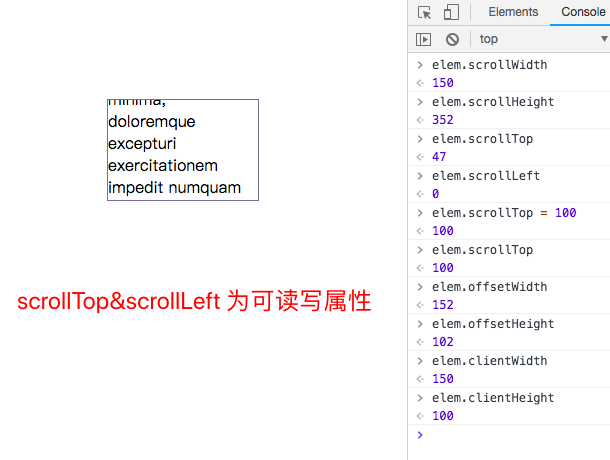 Elements
Console
top
elem.scrollWidth
150
elem.scrollHeight
352
elem.scrollTop
47
elem.scrollLeft
0
elem.scrollTop = 100
100
elem.scrollTop
100
elem.offsetWidth
152
elem.offsetHeight
102
elem.clientWidth
150
elem.clientHeight
100
minima,
doloremque
excepturi
exercitationem
impedit numquam
scrollTop&scrollLeft 为可读写属性